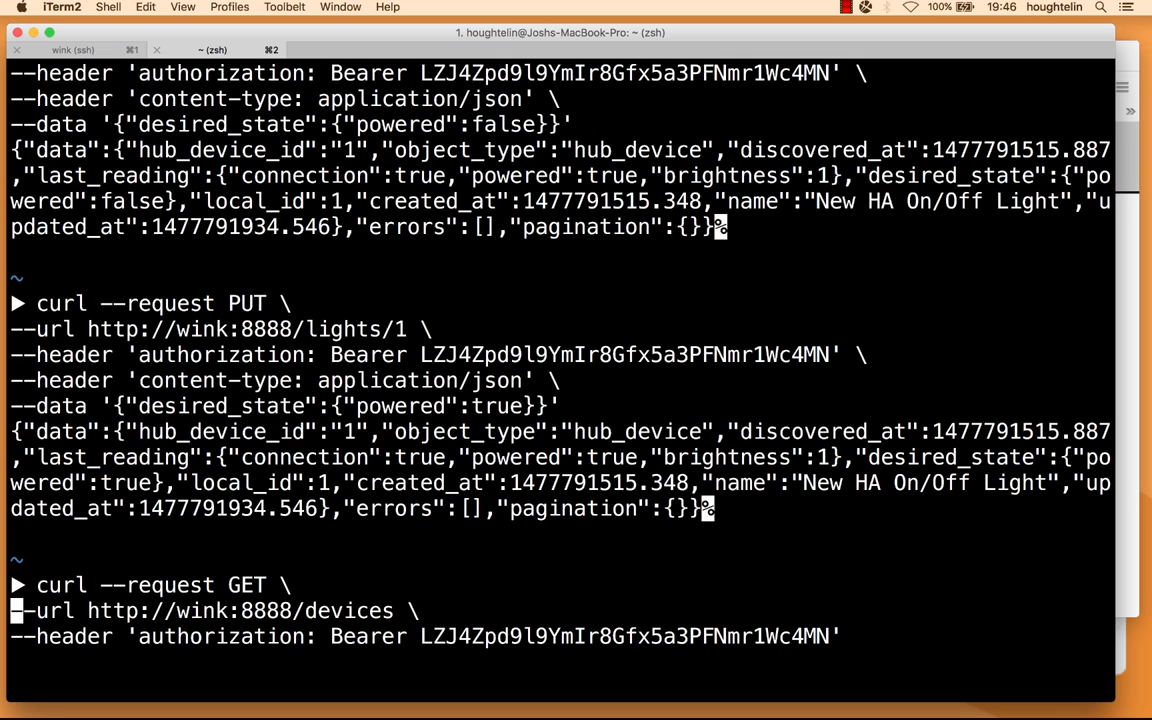 iTerm2 Shell Edit View Profiles Toolbelt Window Help 100% 19:46 houghtelin
1. houghtelin@Joshs-MacBook-Pro: ~ (zsh)
wink (ssh) ⌘1 ~ (zsh) ⌘2
--header 'authorization: Bearer LZJ4Zpd9l9YmIr8Gfx5a3PFNmr1Wc4MN' \
--header 'content-type: application/json' \
--data '{"desired_state":{"powered":false}}'
{"data":{"hub_device_id":"1","object_type":"hub_device","discovered_at":1477791515.887
,"last_reading":{"connection":true,"powered":true,"brightness":1},"desired_state":{"po
wered":false},"local_id":1,"created_at":1477791515.348,"name":"New HA On/Off Light","u
pdated_at":1477791934.546},"errors":[],"pagination":{}}%
~
▶ curl --request PUT \
--url http://wink:8888/lights/1 \
--header 'authorization: Bearer LZJ4Zpd9l9YmIr8Gfx5a3PFNmr1Wc4MN' \
--header 'content-type: application/json' \
--data '{"desired_state":{"powered":true}}'
{"data":{"hub_device_id":"1","object_type":"hub_device","discovered_at":1477791515.887
,"last_reading":{"connection":true,"powered":true,"brightness":1},"desired_state":{"po
wered":true},"local_id":1,"created_at":1477791515.348,"name":"New HA On/Off Light","up
dated_at":1477791934.546},"errors":[],"pagination":{}}%
~
▶ curl --request GET \
--url http://wink:8888/devices \
--header 'authorization: Bearer LZJ4Zpd9l9YmIr8Gfx5a3PFNmr1Wc4MN'